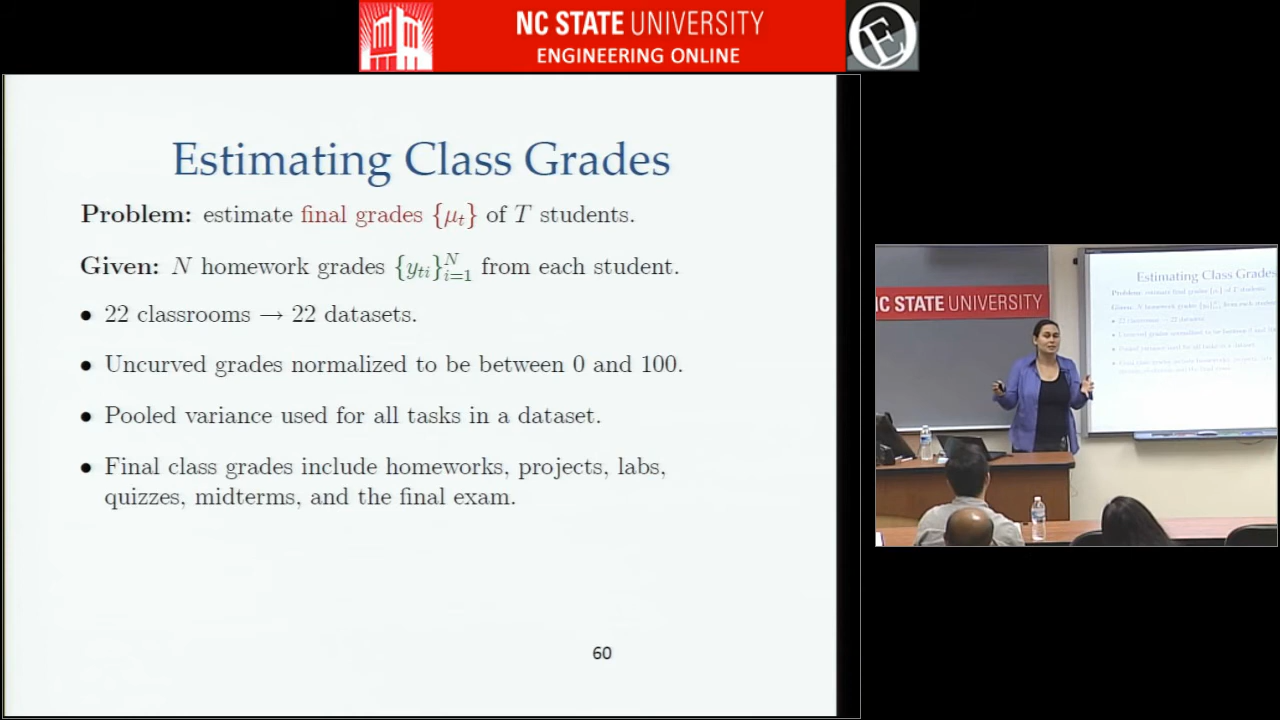 NC STATE UNIVERSITY
ENGINEERING ONLINE
Estimating Class Grades
Problem: estimate final grades {μ_t} of T students.
Given: N homework grades {y_{ti}}_{i=1}^N from each student.
• 22 classrooms → 22 datasets.
• Uncurved grades normalized to be between 0 and 100.
• Pooled variance used for all tasks in a dataset.
• Final class grades include homeworks, projects, labs,
quizzes, midterms, and the final exam.
60
NC STATE UNIVERSITY
Estimating Class Grades